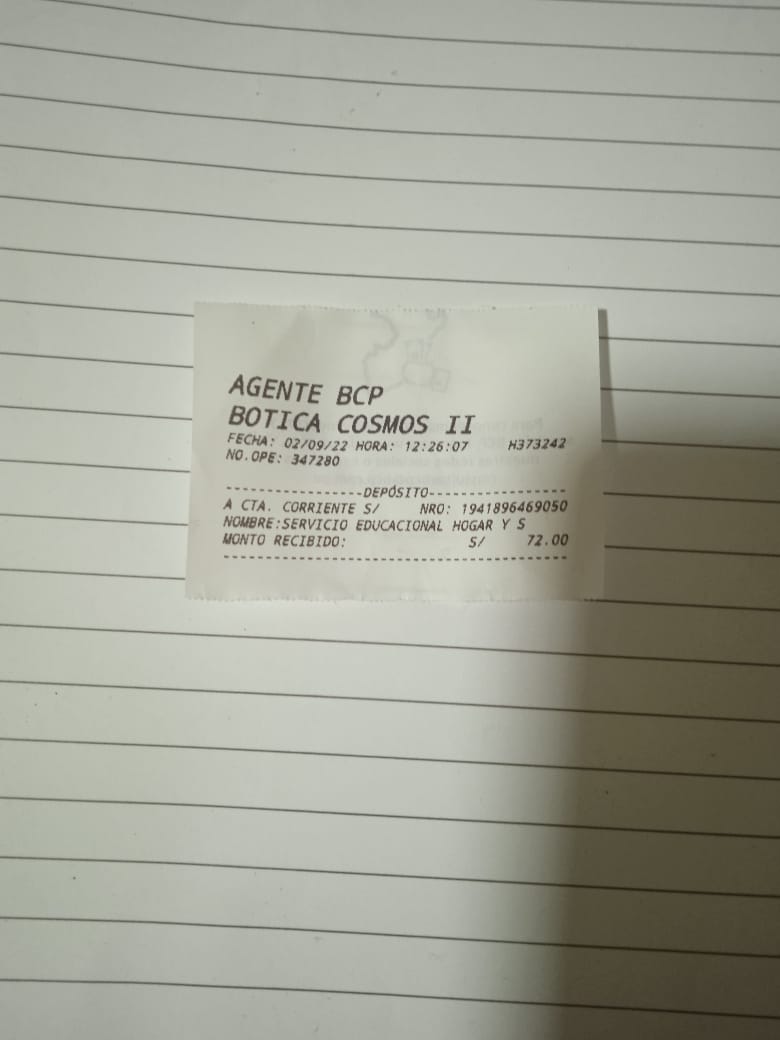 AGENTE BCP
BOTICA COSMOS II
FECHA: 02/09/22 HORA: 12:26:07 H373242
NO.OPE: 347280
-----------------DEPÓSITO-----------------
A CTA. CORRIENTE S/ NRO: 1941896469050
NOMBRE:SERVICIO EDUCACIONAL HOGAR Y S
MONTO RECIBIDO: S/ 72.00